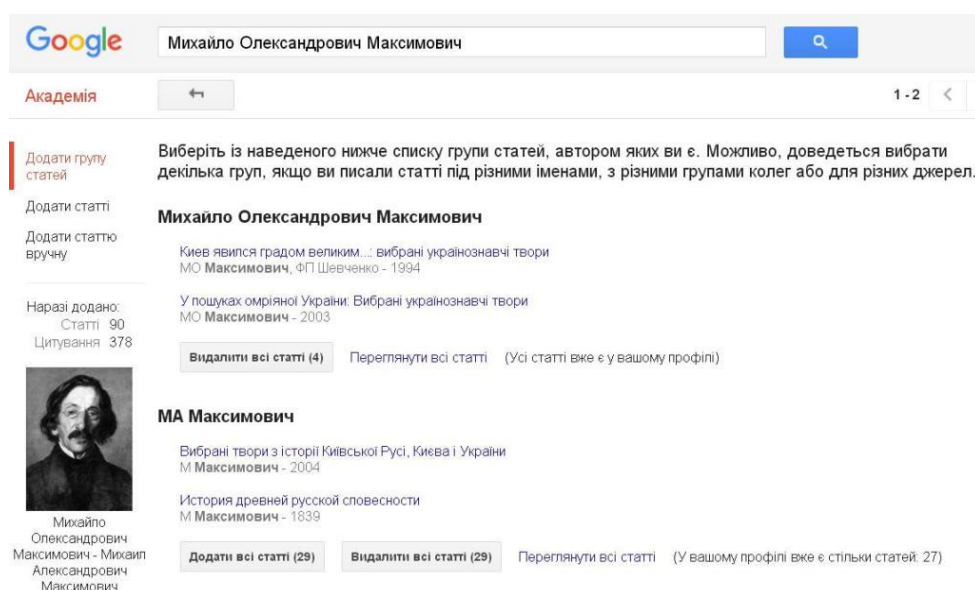 Google
Михайло Олександрович Максимович
Академія
1 - 2
Додати групу
статей
Додати статті
Додати статтю
вручну
Наразі додано:
Статті 90
Цитування 378
Михайло
Олександрович
Максимович - Михаил
Александрович
Максимович
Виберіть із наведеного нижче списку групи статей, автором яких ви є. Можливо, доведеться вибрати
декілька груп, якщо ви писали статті під різними іменами, з різними групами колег або для різних джерел.
Михайло Олександрович Максимович
Киев явился градом великим...: вибрані українознавчі твори
МО Максимович, ФП Шевченко - 1994
У пошуках омріяної України: Вибрані українознавчі твори
МО Максимович - 2003
Видалити всі статті (4) Переглянути всі статті (Усі статті вже є у вашому профілі)
МА Максимович
Вибрані твори з історії Київської Русі, Києва і України
М Максимович - 2004
История древней русской словесности
М Максимович - 1839
Додати всі статті (29) Видалити всі статті (29) Переглянути всі статті (У вашому профілі вже є стільки статей: 27)